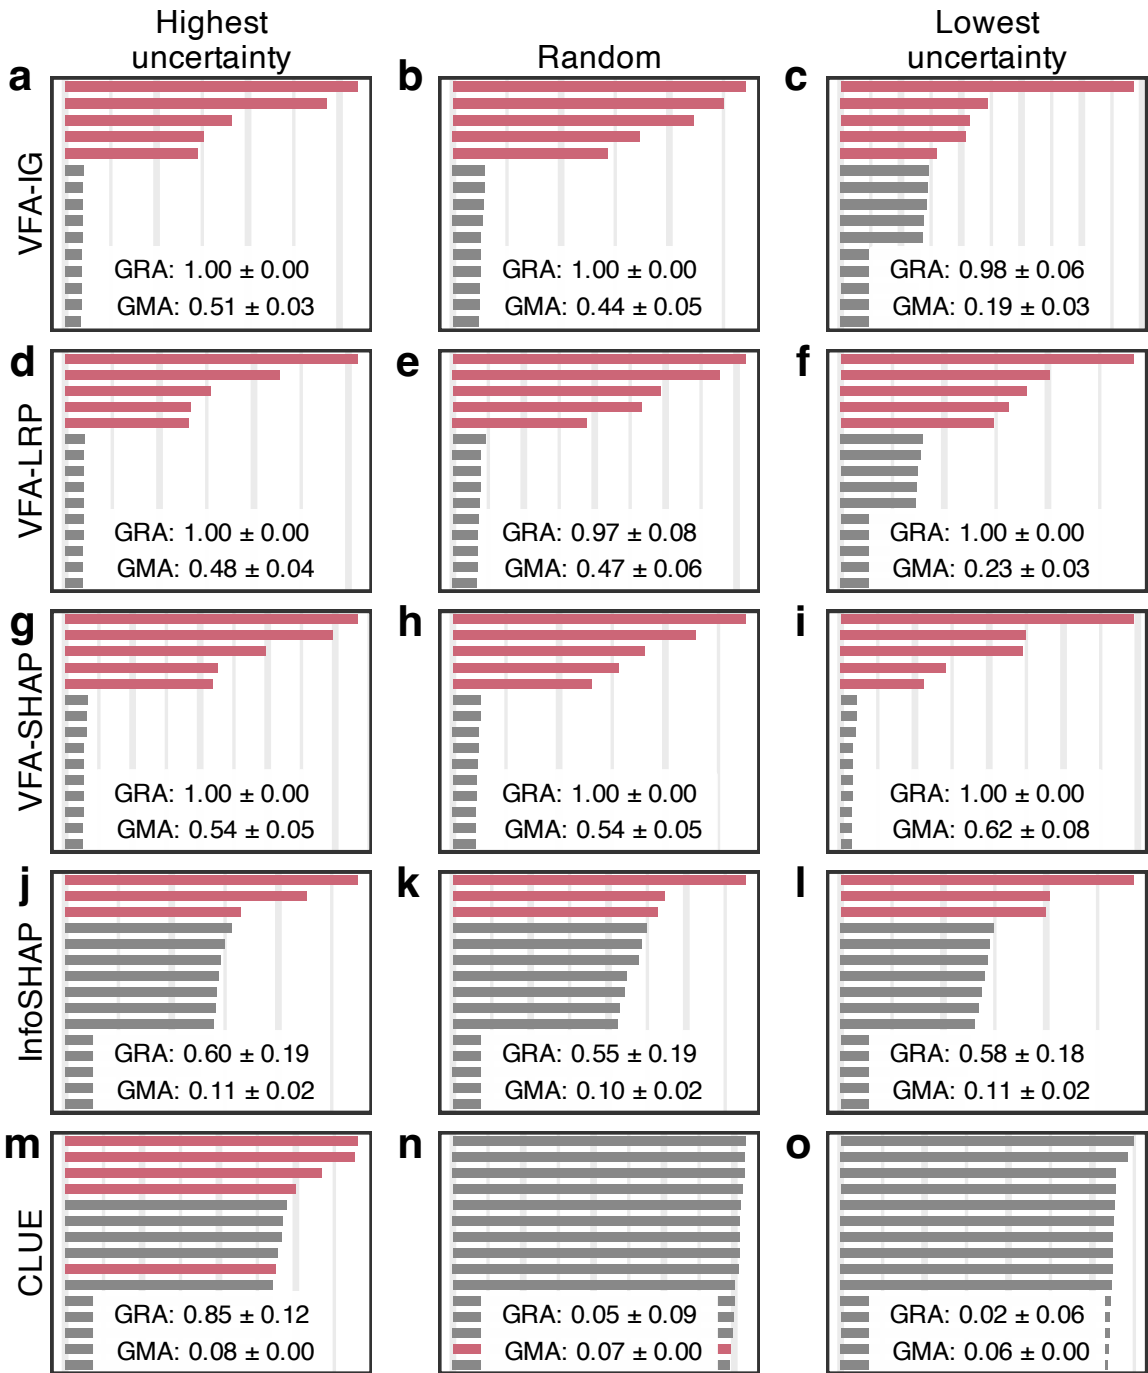 Highest
uncertainty
Random
Lowest
uncertainty
VFA-IG
a
GRA: 1.00 ± 0.00
GMA: 0.51 ± 0.03
b
GRA: 1.00 ± 0.00
GMA: 0.44 ± 0.05
c
GRA: 0.98 ± 0.06
GMA: 0.19 ± 0.03
VFA-LRP
d
GRA: 1.00 ± 0.00
GMA: 0.48 ± 0.04
e
GRA: 0.97 ± 0.08
GMA: 0.47 ± 0.06
f
GRA: 1.00 ± 0.00
GMA: 0.23 ± 0.03
VFA-SHAP
g
GRA: 1.00 ± 0.00
GMA: 0.54 ± 0.05
h
GRA: 1.00 ± 0.00
GMA: 0.54 ± 0.05
i
GRA: 1.00 ± 0.00
GMA: 0.62 ± 0.08
InfoSHAP
j
GRA: 0.60 ± 0.19
GMA: 0.11 ± 0.02
k
GRA: 0.55 ± 0.19
GMA: 0.10 ± 0.02
l
GRA: 0.58 ± 0.18
GMA: 0.11 ± 0.02
CLUE
m
GRA: 0.85 ± 0.12
GMA: 0.08 ± 0.00
n
GRA: 0.05 ± 0.09
GMA: 0.07 ± 0.00
o
GRA: 0.02 ± 0.06
GMA: 0.06 ± 0.00